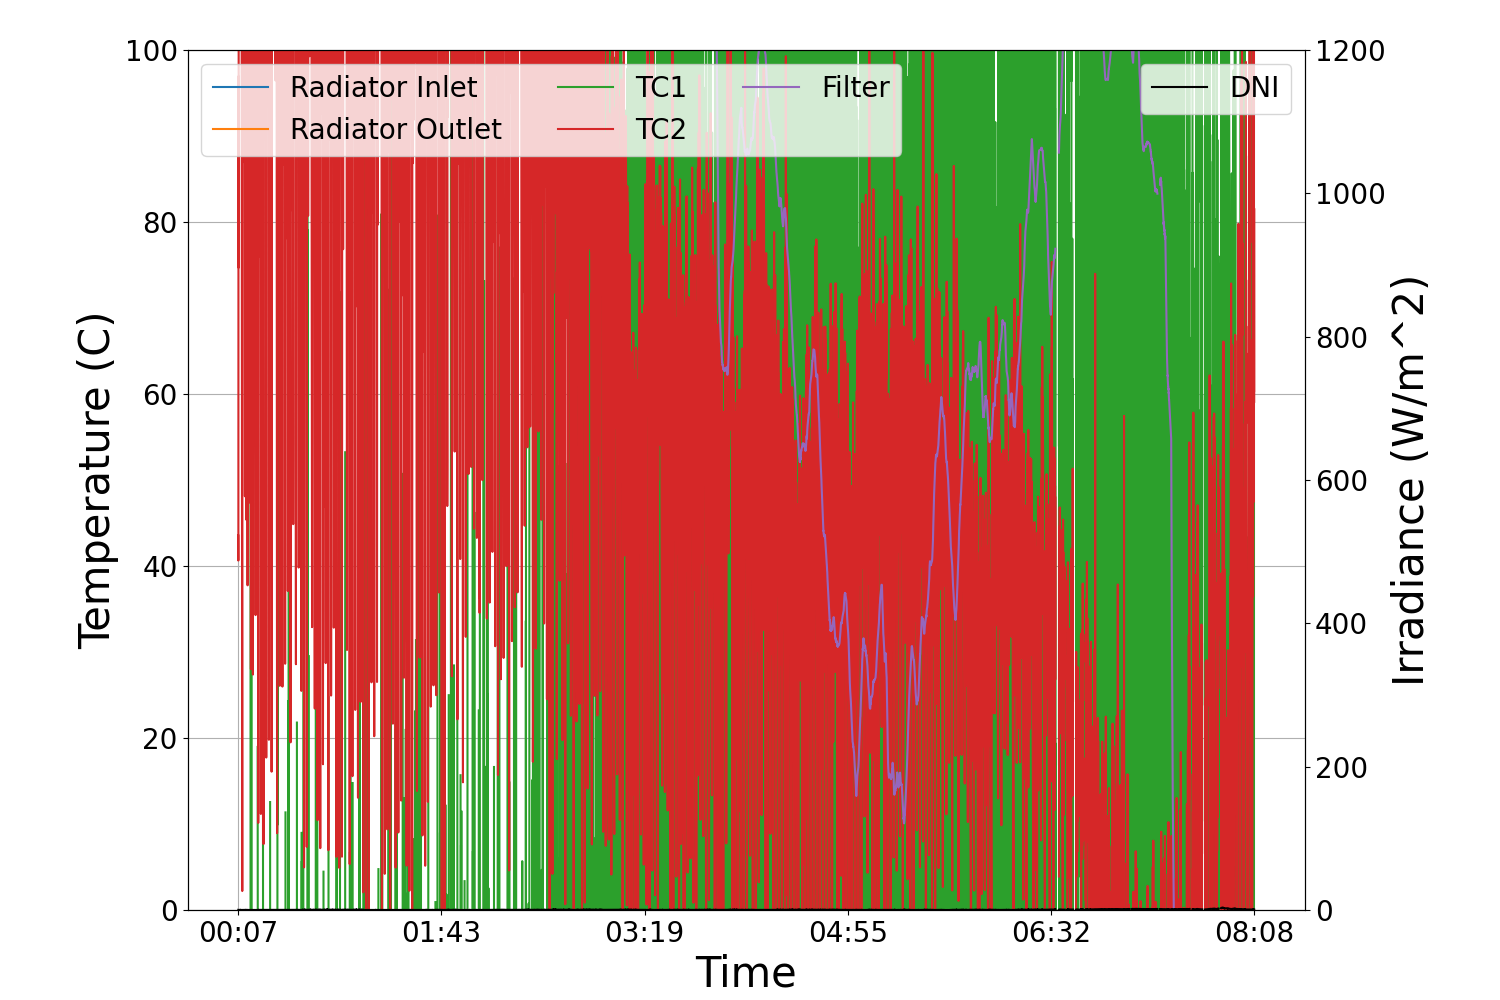 Radiator Inlet
Radiator Outlet
TC1
TC2
Filter
DNI
Temperature (C)
100
80
60
40
20
0
1200
1000
800
600
400
200
0
Irradiance (W/m^2)
00:07 01:43 03:19 04:55 06:32 08:08
Time